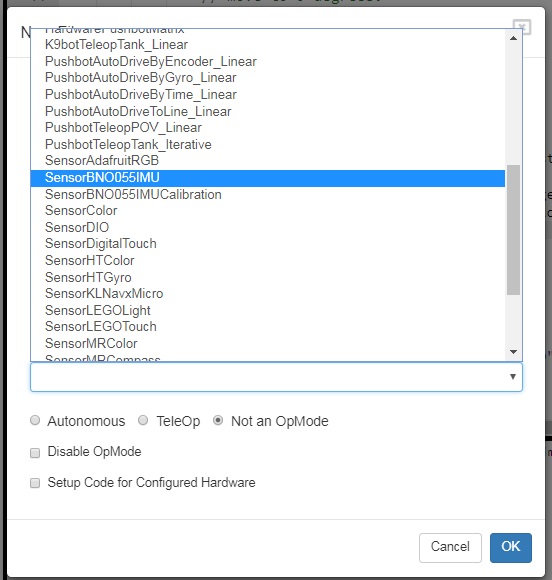 K9botTeleopTank_Linear
PushbotAutoDriveByEncoder_Linear
PushbotAutoDriveByGyro_Linear
PushbotAutoDriveByTime_Linear
PushbotAutoDriveToLine_Linear
PushbotTeleopPOV_Linear
PushbotTeleopTank_Iterative
SensorAdafruitRGB
SensorBNO055IMU
SensorBNO055IMUCalibration
SensorColor
SensorDIO
SensorDigitalTouch
SensorHTColor
SensorHTGyro
SensorKLNavxMicro
SensorLEGOLight
SensorLEGOTouch
SensorMRColor
SensorMRCompass
Autonomous TeleOp Not an OpMode
Disable OpMode
Setup Code for Configured Hardware
Cancel OK